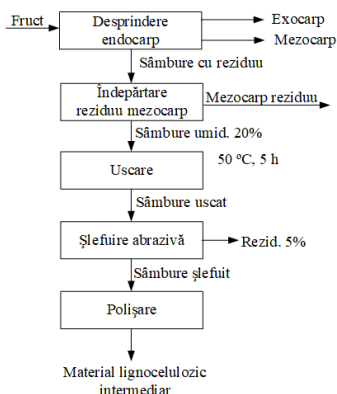 Fruct
Desprindere
endocarp
Exocarp
Mezocarp
Sâmbure cu reziduu
Îndepărtare
reziduu mezocarp
Mezocarp reziduu
Sâmbure umid. 20%
Uscare
50 °C, 5 h
Sâmbure uscat
Șlefuire abrazivă
Rezid. 5%
Sâmbure șlefuit
Polișare
Material lignocelulozic
intermediar